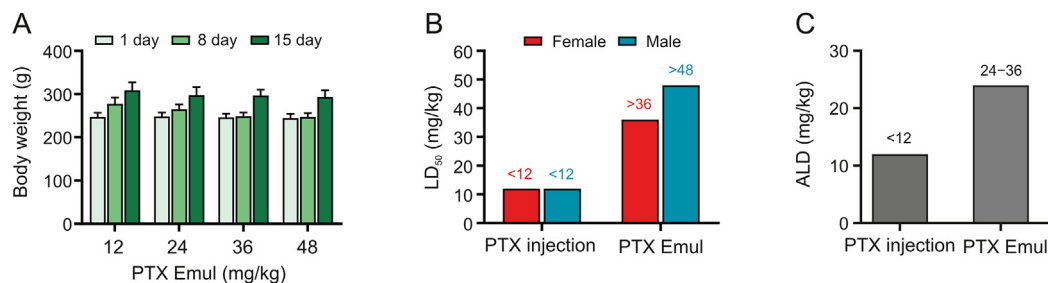 A
1 day 8 day 15 day
Body weight (g)
400
300
200
100
0
12 24 36 48
PTX Emul (mg/kg)
B
Female Male
LD50 (mg/kg)
60
50
40
30
20
10
0
<12 <12 >36 >48
PTX injection PTX Emul
C
ALD (mg/kg)
30
20
10
0
<12 24–36
PTX injection PTX Emul